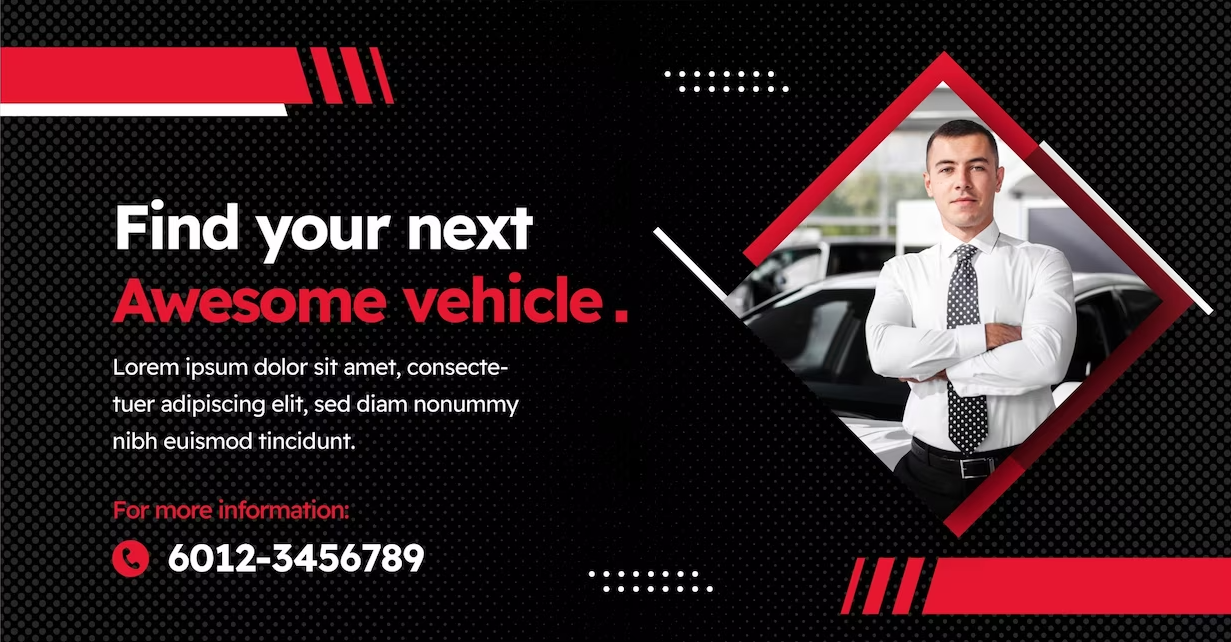 Find your next
Awesome vehicle .
Lorem ipsum dolor sit amet, consecte-
tuer adipiscing elit, sed diam nonummy
nibh euismod tincidunt.
For more information:
6012-3456789